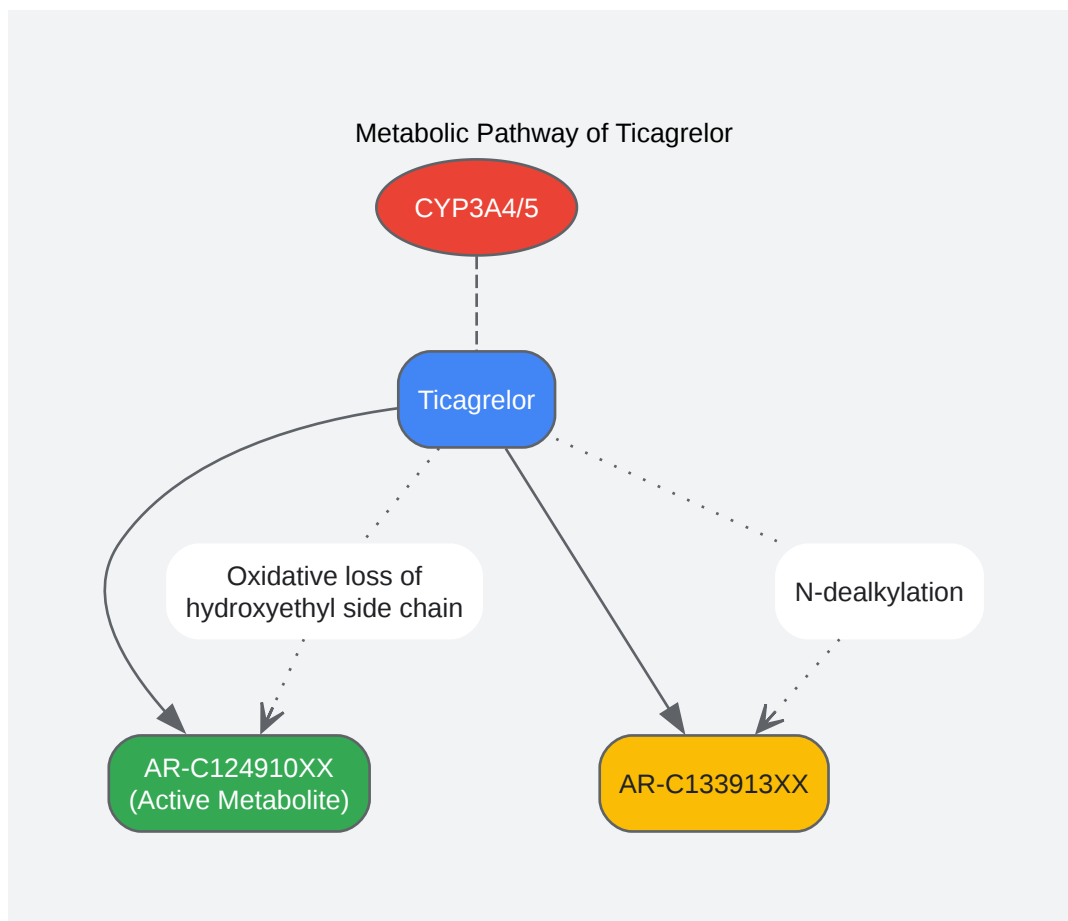 Metabolic Pathway of Ticagrelor
CYP3A4/5
Ticagrelor
Oxidative loss of
hydroxyethyl side chain
N-dealkylation
AR-C124910XX
(Active Metabolite)
AR-C133913XX